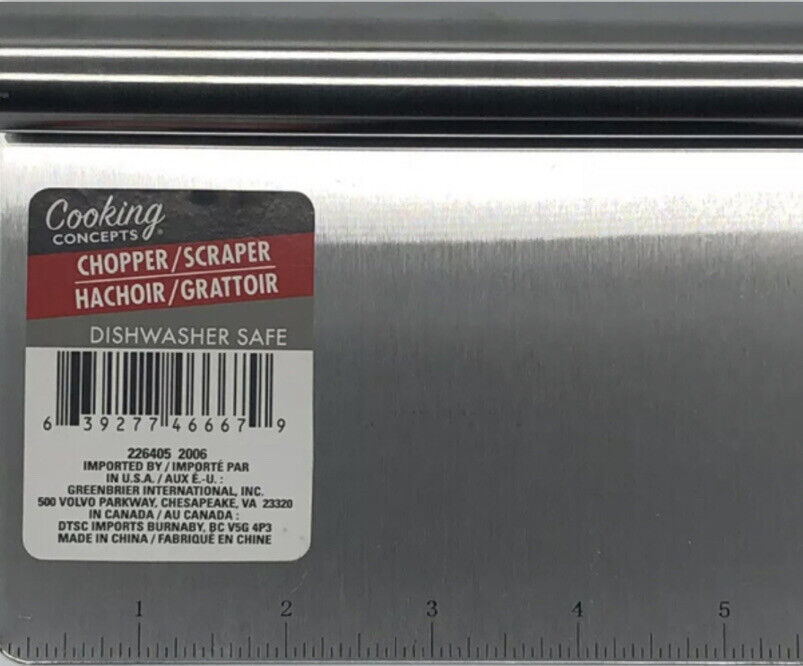 Cooking
CONCEPTS®
CHOPPER/SCRAPER
HACHOIR/GRATTOIR
DISHWASHER SAFE
6 39277 46667 9
226405 2006
IMPORTED BY / IMPORTÉ PAR
IN U.S.A. / AUX É.-U. :
GREENBRIER INTERNATIONAL, INC.
500 VOLVO PARKWAY, CHESAPEAKE, VA 23320
IN CANADA / AU CANADA :
DTSC IMPORTS BURNABY, BC V5G 4P3
MADE IN CHINA / FABRIQUÉ EN CHINE
1 2 3 4 5